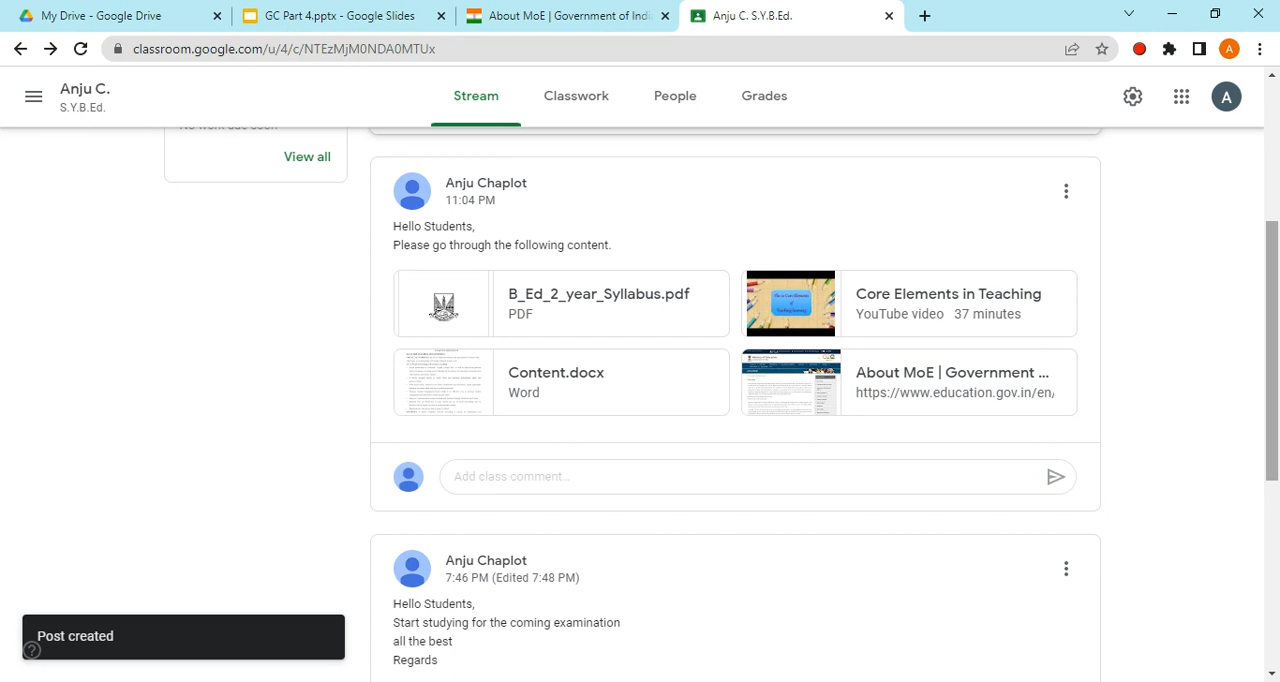 My Drive - Google Drive
GC Part 4.pptx - Google Slides
About MoE | Government of Indi
Anju C. S.Y.B.Ed.
classroom.google.com/u/4/c/NTEzMjM0NDA0MTUx
A
Anju C.
S.Y.B.Ed.
Stream
Classwork
People
Grades
A
No work due soon
View all
Anju Chaplot
11:04 PM
Hello Students,
Please go through the following content.
B_Ed_2_year_Syllabus.pdf
PDF
Core Elements in Teaching
YouTube video 37 minutes
Content.docx
Word
About MoE | Government ...
https://www.education.gov.in/en/
Add class comment...
Anju Chaplot
7:46 PM (Edited 7:48 PM)
Hello Students,
Start studying for the coming examination
all the best
Regards
Post created
?